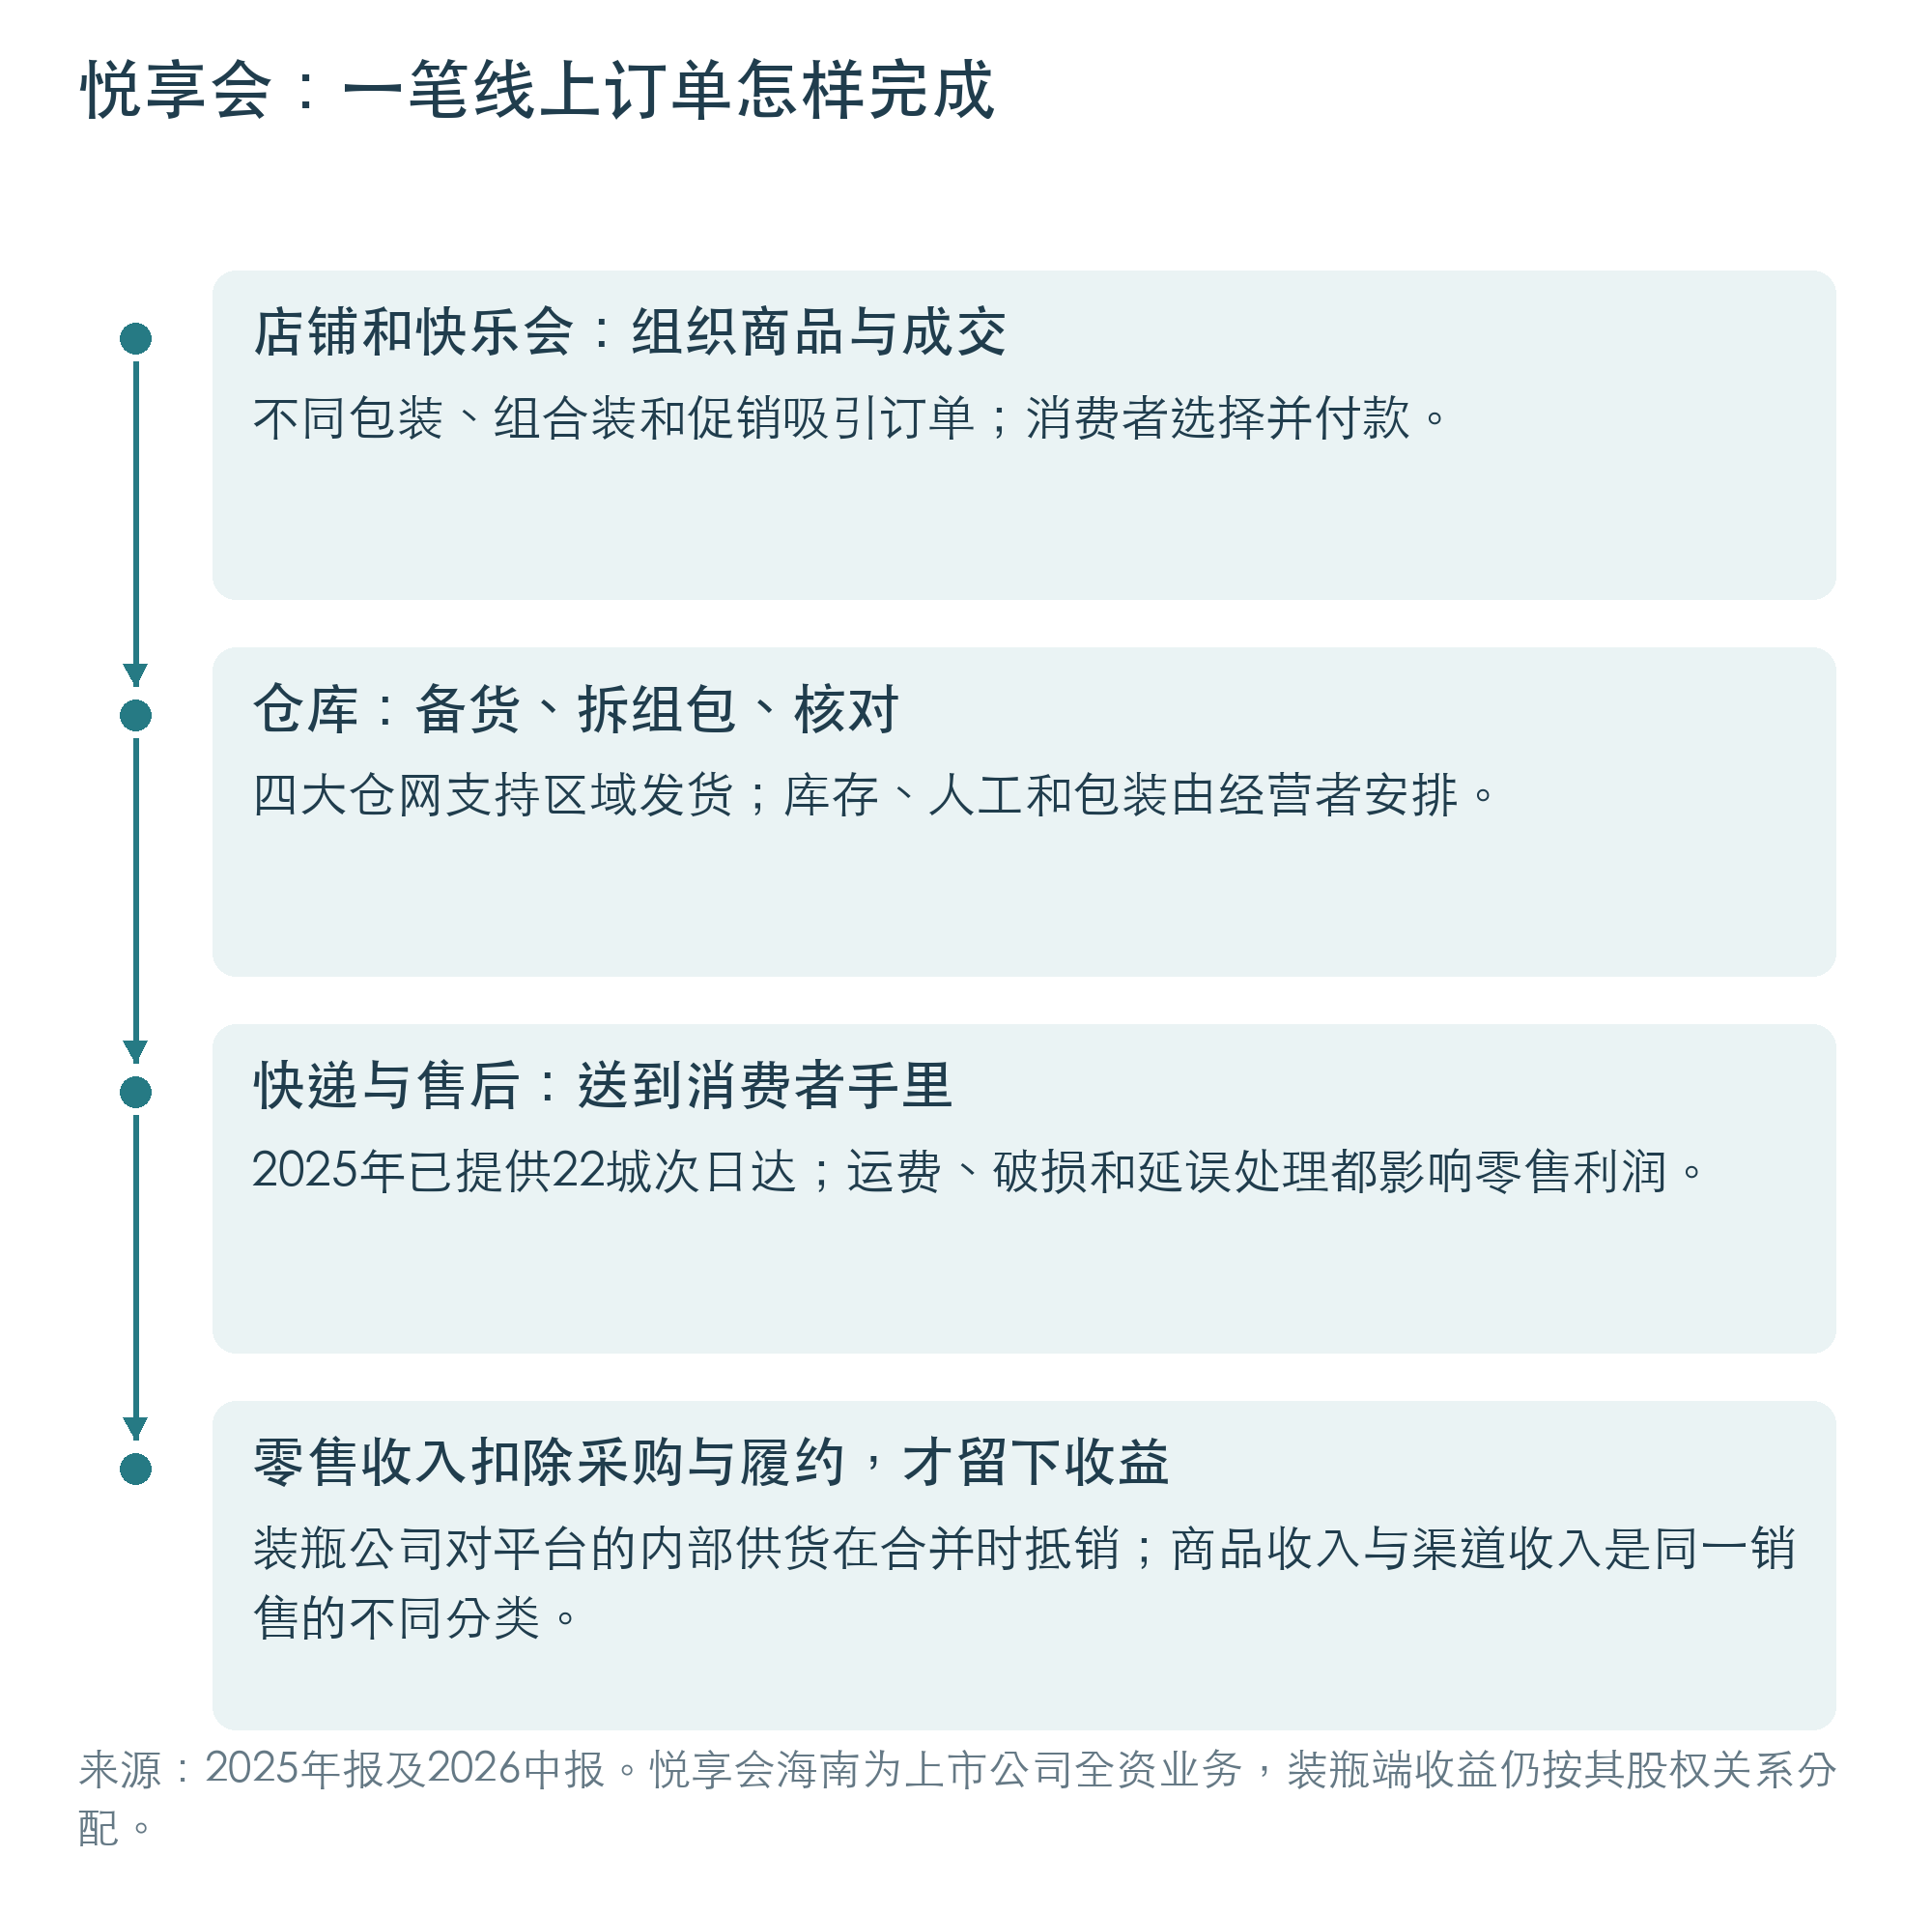 悦享会：一笔线上订单怎样完成
店铺和快乐会：组织商品与成交
不同包装、组合装和促销吸引订单；消费者选择并付款。
仓库：备货、拆组包、核对
四大仓网支持区域发货；库存、人工和包装由经营者安排。
快递与售后：送到消费者手里
2025年已提供22城次日达；运费、破损和延误处理都影响零售利润。
零售收入扣除采购与履约，才留下收益
装瓶公司对平台的内部供货在合并时抵销；商品收入与渠道收入是同一销
售的不同分类。
来源：2025年报及2026中报。悦享会海南为上市公司全资业务，装瓶端收益仍按其股权关系分
配。